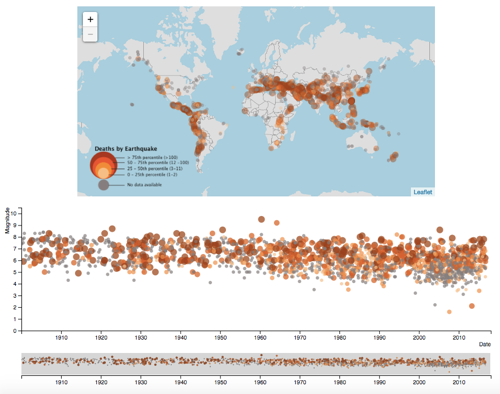 +
−
Deaths by Earthquake
> 75th percentile (>100)
50 - 75th percentile (12 -100)
25 - 50th percentile (3-11)
0 - 25th percentile (1-2)
No data available
Leaflet
Magnitude
10
9
8
7
6
5
4
3
2
1
0
1910 1920 1930 1940 1950 1960 1970 1980 1990 2000 2010
Date
1910 1920 1930 1940 1950 1960 1970 1980 1990 2000 2010